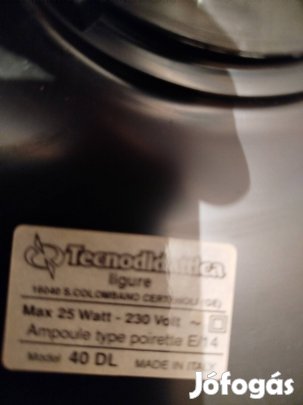 Tecnodidattica
ligure
16040 S.COLOMBANO CERTENOLI (GE)
Max 25 Watt - 230 Volt ~
Ampoule type poirette E/14
Model 40 DL MADE IN ITALY
Jófogás